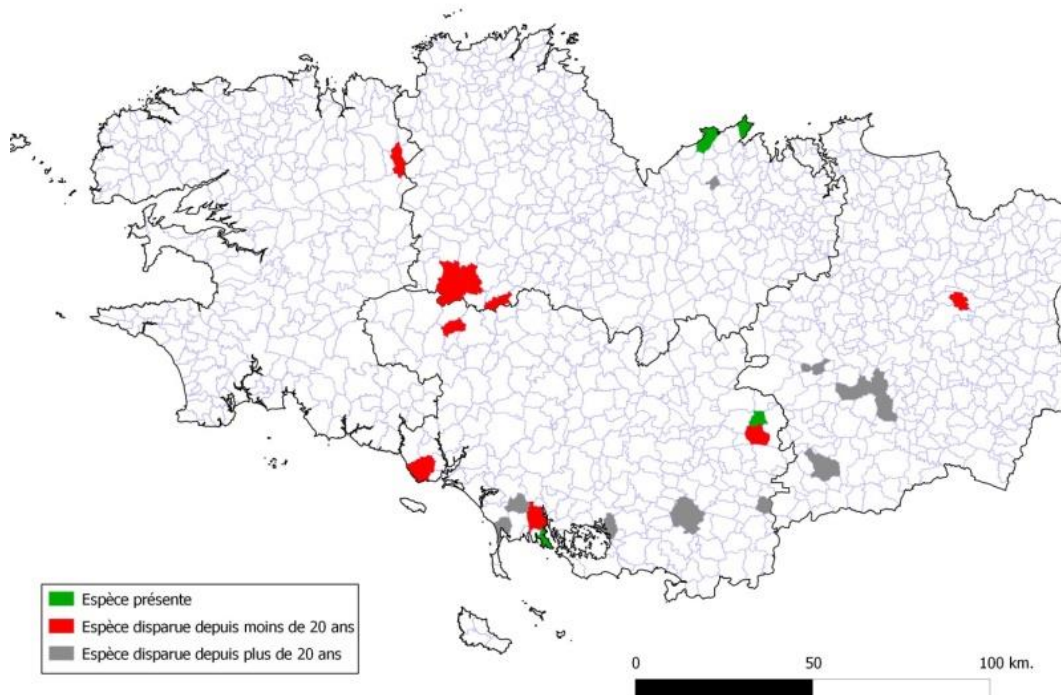 Espèce présente
Espèce disparue depuis moins de 20 ans
Espèce disparue depuis plus de 20 ans
0 50 100 km.